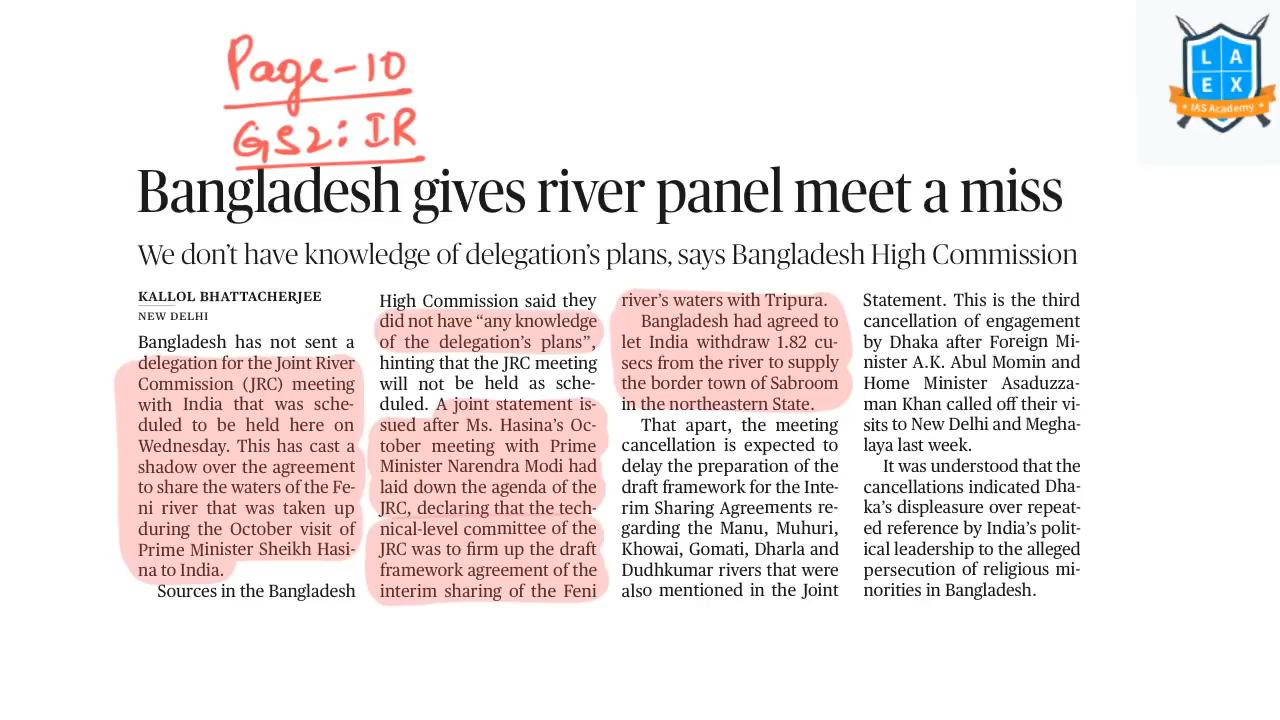 Page-10
GS2: IR
L A
E X
IAS Academy
Bangladesh gives river panel meet a miss
We don't have knowledge of delegation's plans, says Bangladesh High Commission
KALLOL BHATTACHERJEE
NEW DELHI
Bangladesh has not sent a
delegation for the Joint River
Commission (JRC) meeting
with India that was sche-
duled to be held here on
Wednesday. This has cast a
shadow over the agreement
to share the waters of the Fe-
ni river that was taken up
during the October visit of
Prime Minister Sheikh Hasi-
na to India.
Sources in the Bangladesh
High Commission said they
did not have “any knowledge
of the delegation's plans”,
hinting that the JRC meeting
will not be held as sche-
duled. A joint statement is-
sued after Ms. Hasina's Oc-
tober meeting with Prime
Minister Narendra Modi had
laid down the agenda of the
JRC, declaring that the tech-
nical-level committee of the
JRC was to firm up the draft
framework agreement of the
interim sharing of the Feni
river's waters with Tripura.
Bangladesh had agreed to
let India withdraw 1.82 cu-
secs from the river to supply
the border town of Sabroom
in the northeastern State.
That apart, the meeting
cancellation is expected to
delay the preparation of the
draft framework for the Inte-
rim Sharing Agreements re-
garding the Manu, Muhuri,
Khowai, Gomati, Dharla and
Dudhkumar rivers that were
also mentioned in the Joint
Statement. This is the third
cancellation of engagement
by Dhaka after Foreign Mi-
nister A.K. Abul Momin and
Home Minister Asaduzza-
man Khan called off their vi-
sits to New Delhi and Megha-
laya last week.
It was understood that the
cancellations indicated Dha-
ka's displeasure over repeat-
ed reference by India's polit-
ical leadership to the alleged
persecution of religious mi-
norities in Bangladesh.